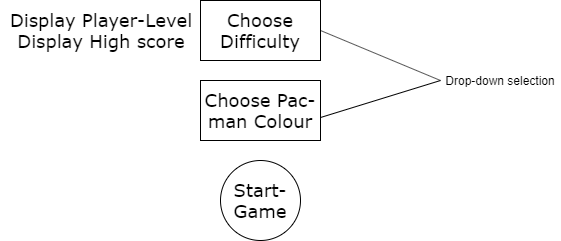 Display Player-Level
Display High score
Choose
Difficulty
Choose Pac-
man Colour
Drop-down selection
Start-
Game